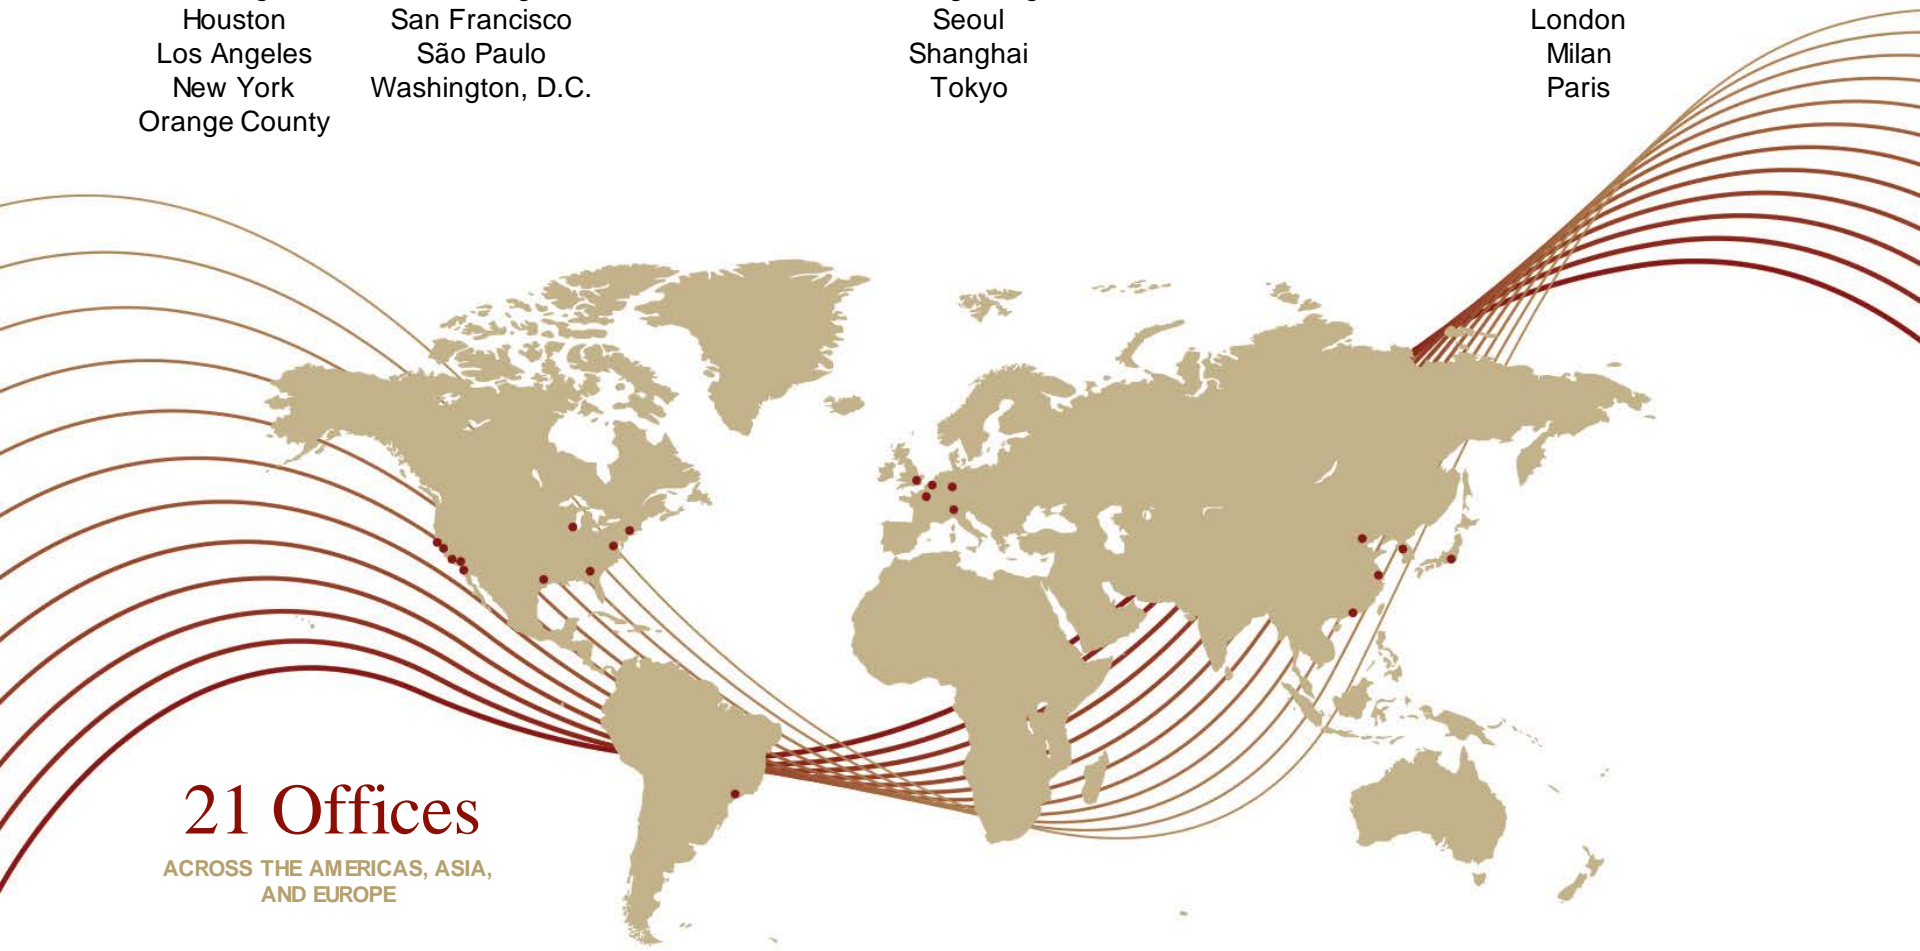 Houston
Los Angeles
New York
Orange County
San Francisco
São Paulo
Washington, D.C.
Seoul
Shanghai
Tokyo
London
Milan
Paris
21 Offices
ACROSS THE AMERICAS, ASIA,
AND EUROPE